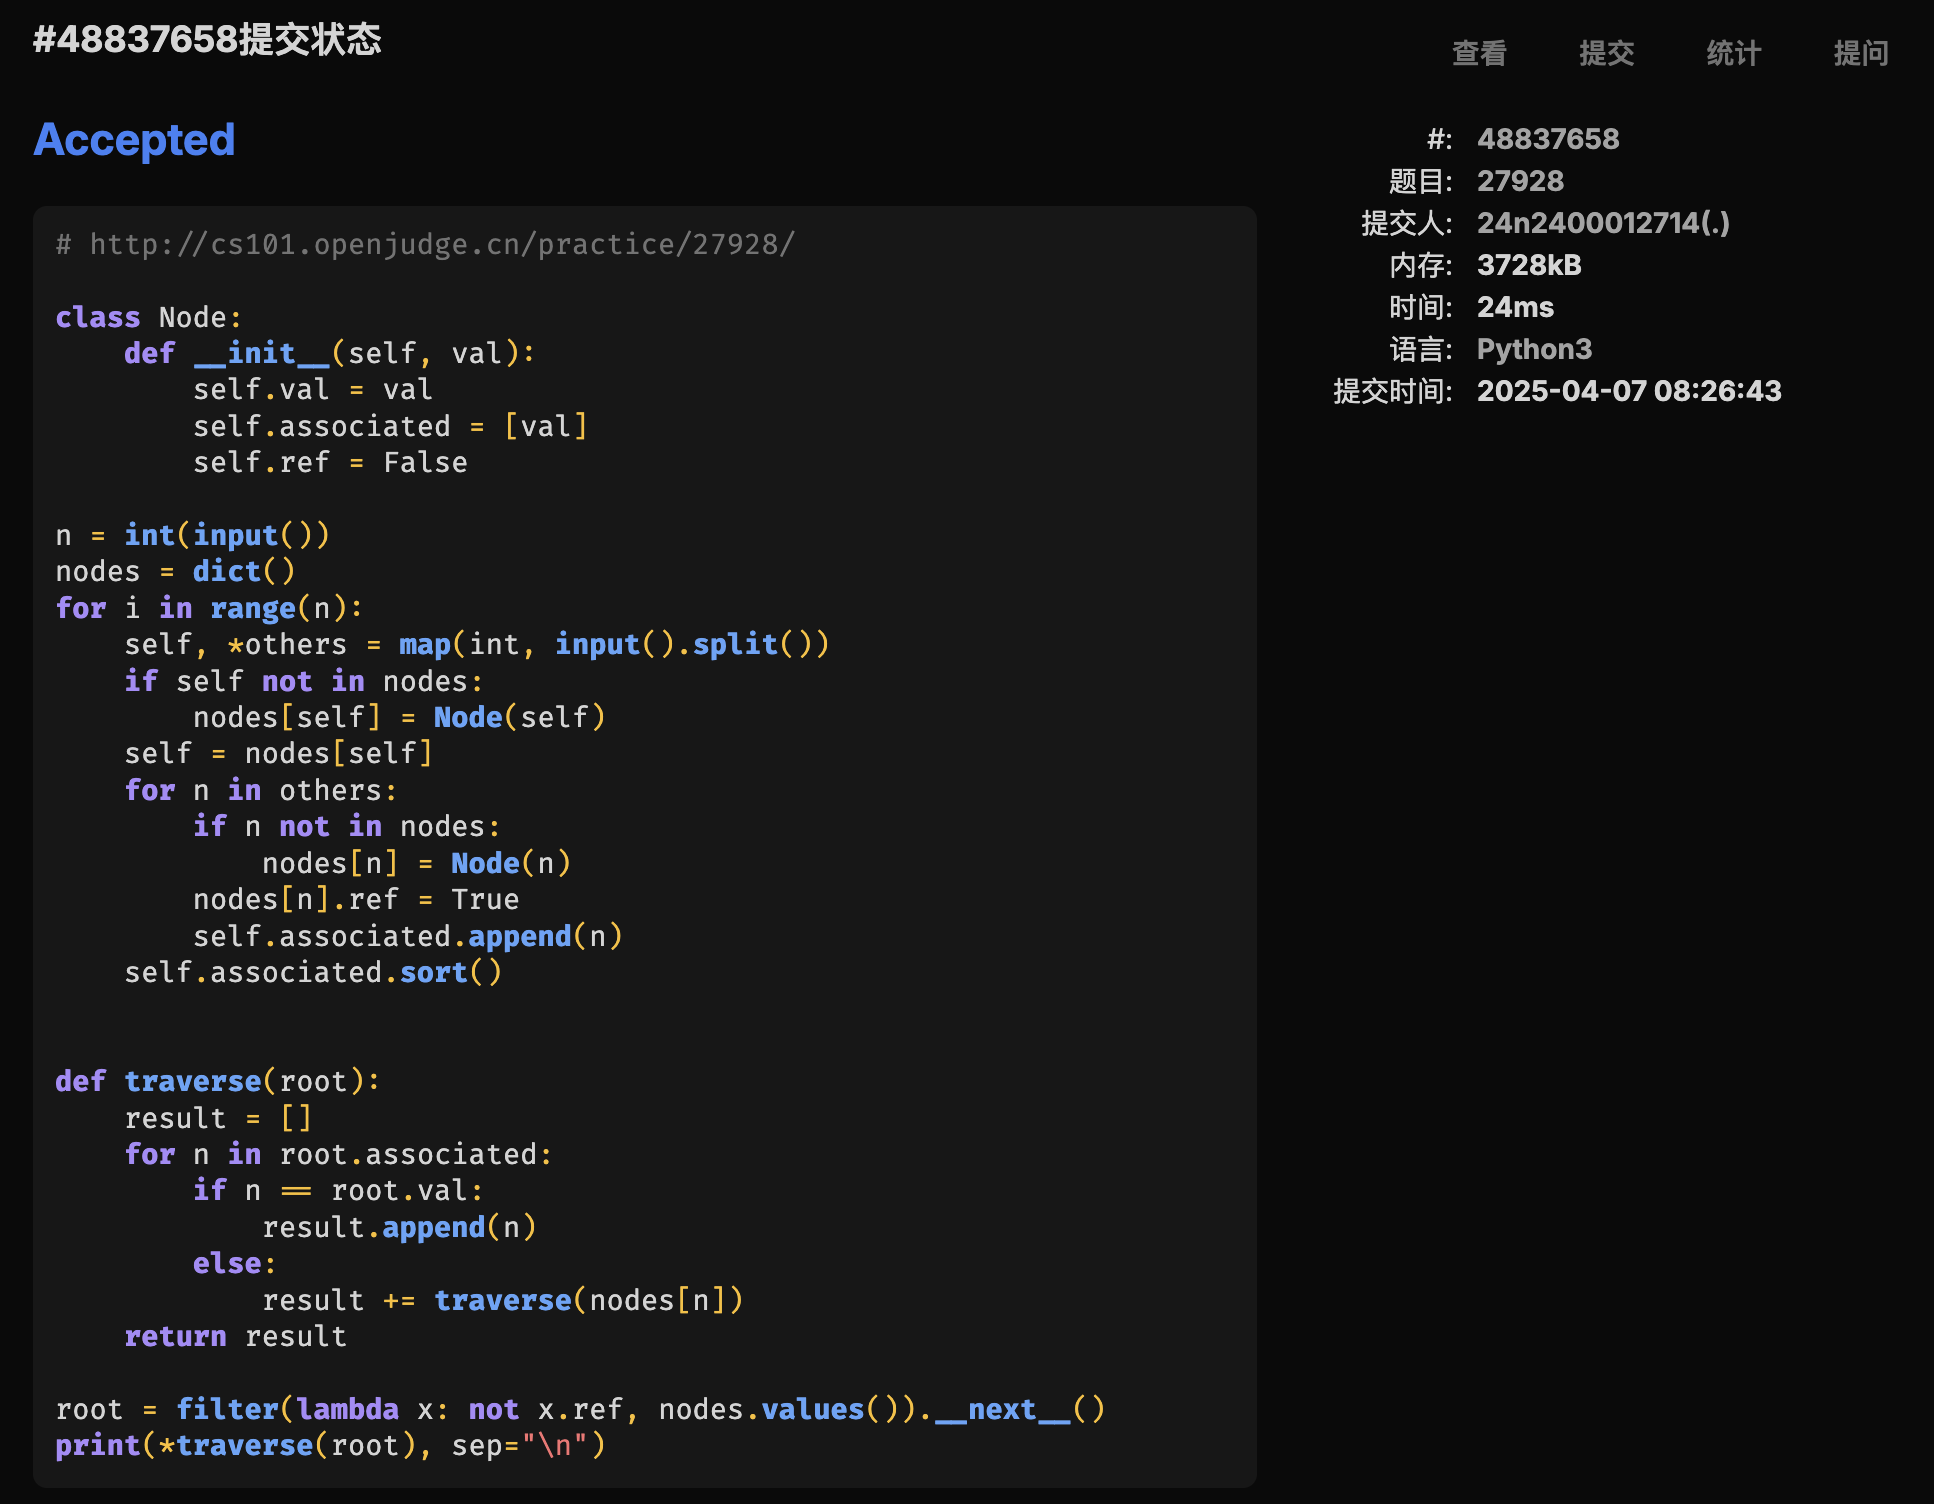 #48837658提交状态
查看 提交 统计 提问
Accepted
# http://cs101.openjudge.cn/practice/27928/

class Node:
    def __init__(self, val):
        self.val = val
        self.associated = [val]
        self.ref = False

n = int(input())
nodes = dict()
for i in range(n):
    self, *others = map(int, input().split())
    if self not in nodes:
        nodes[self] = Node(self)
    self = nodes[self]
    for n in others:
        if n not in nodes:
            nodes[n] = Node(n)
        nodes[n].ref = True
        self.associated.append(n)
    self.associated.sort()


def traverse(root):
    result = []
    for n in root.associated:
        if n == root.val:
            result.append(n)
        else:
            result += traverse(nodes[n])
    return result

root = filter(lambda x: not x.ref, nodes.values()).__next__()
print(*traverse(root), sep="\n")
#: 48837658
题目: 27928
提交人: 24n2400012714(.)
内存: 3728kB
时间: 24ms
语言: Python3
提交时间: 2025-04-07 08:26:43